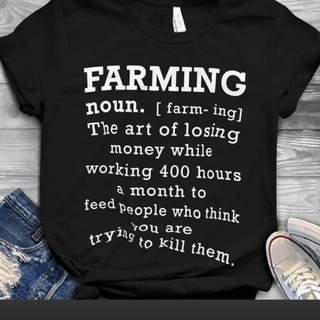 FARMING
noun. [ farm- ing]
The art of losing
money while
working 400 hours
a month to
feed people who think
you are
trying to kill them.